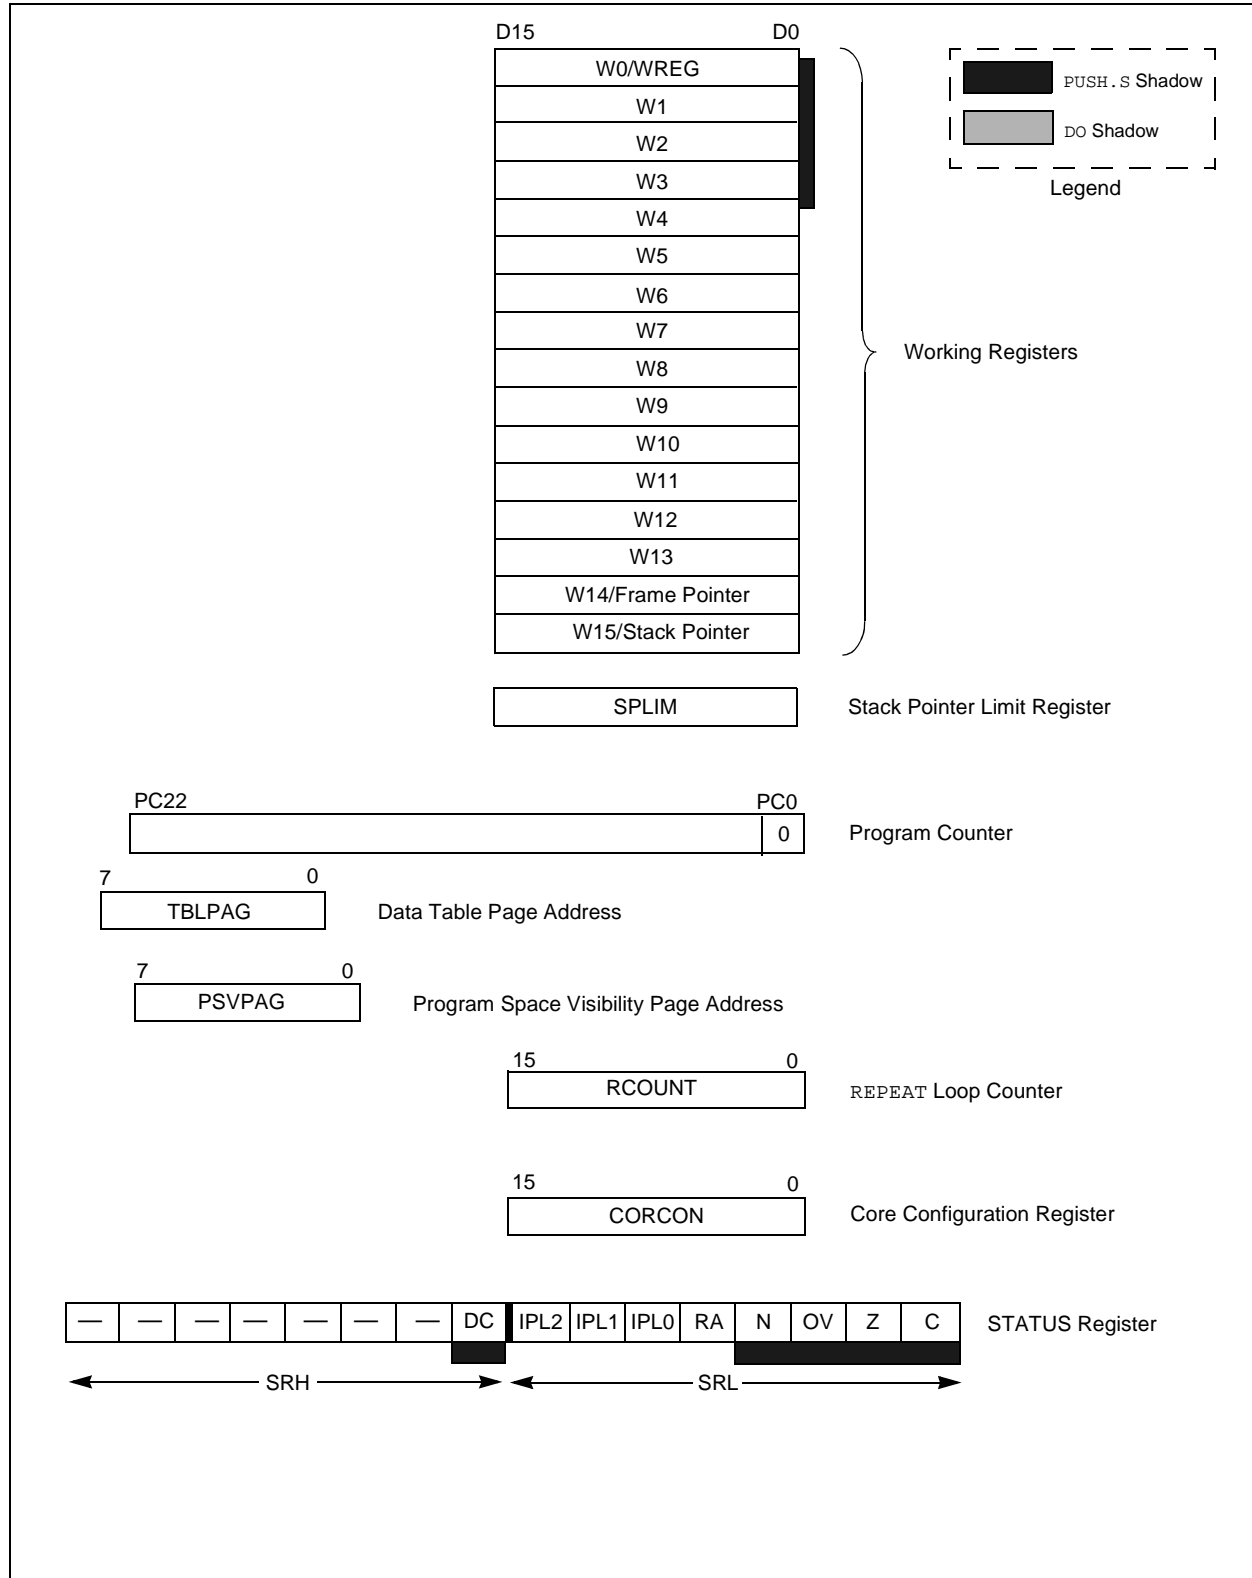 D15 D0
W0/WREG
PUSH.S Shadow
W1
DO Shadow
W2
W3
Legend
W4
W5
W6
W7
Working Registers
W8
W9
W10
W11
W12
W13
W14/Frame Pointer
W15/Stack Pointer
SPLIM Stack Pointer Limit Register
PC22 PC0
0 Program Counter
7 0
TBLPAG Data Table Page Address
7 0
PSVPAG Program Space Visibility Page Address
15 0
RCOUNT REPEAT Loop Counter
15 0
CORCON Core Configuration Register
— — — — — — — DC IPL2 IPL1 IPL0 RA N OV Z C STATUS Register
SRH SRL